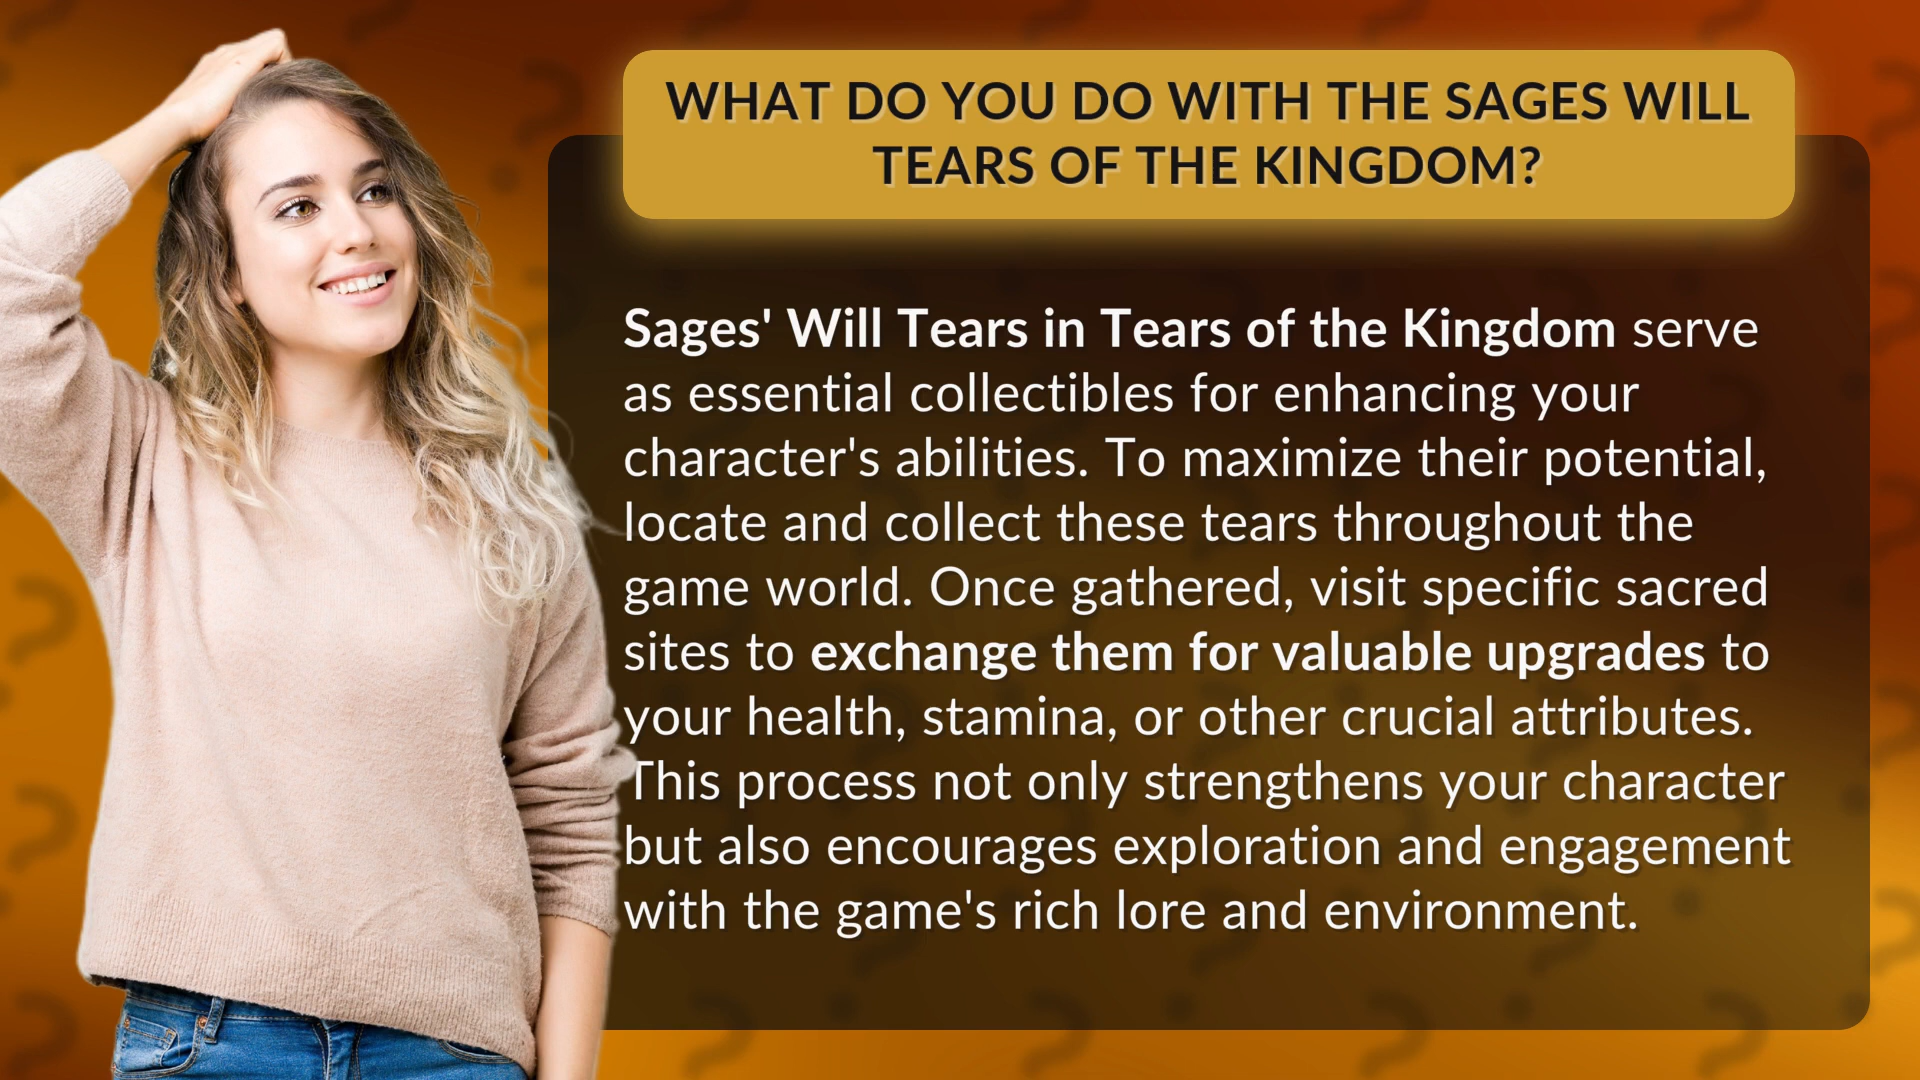 WHAT DO YOU DO WITH THE SAGES WILL
TEARS OF THE KINGDOM?
Sages' Will Tears in Tears of the Kingdom serve
as essential collectibles for enhancing your
character's abilities. To maximize their potential,
locate and collect these tears throughout the
game world. Once gathered, visit specific sacred
sites to exchange them for valuable upgrades to
your health, stamina, or other crucial attributes.
This process not only strengthens your character
but also encourages exploration and engagement
with the game's rich lore and environment.